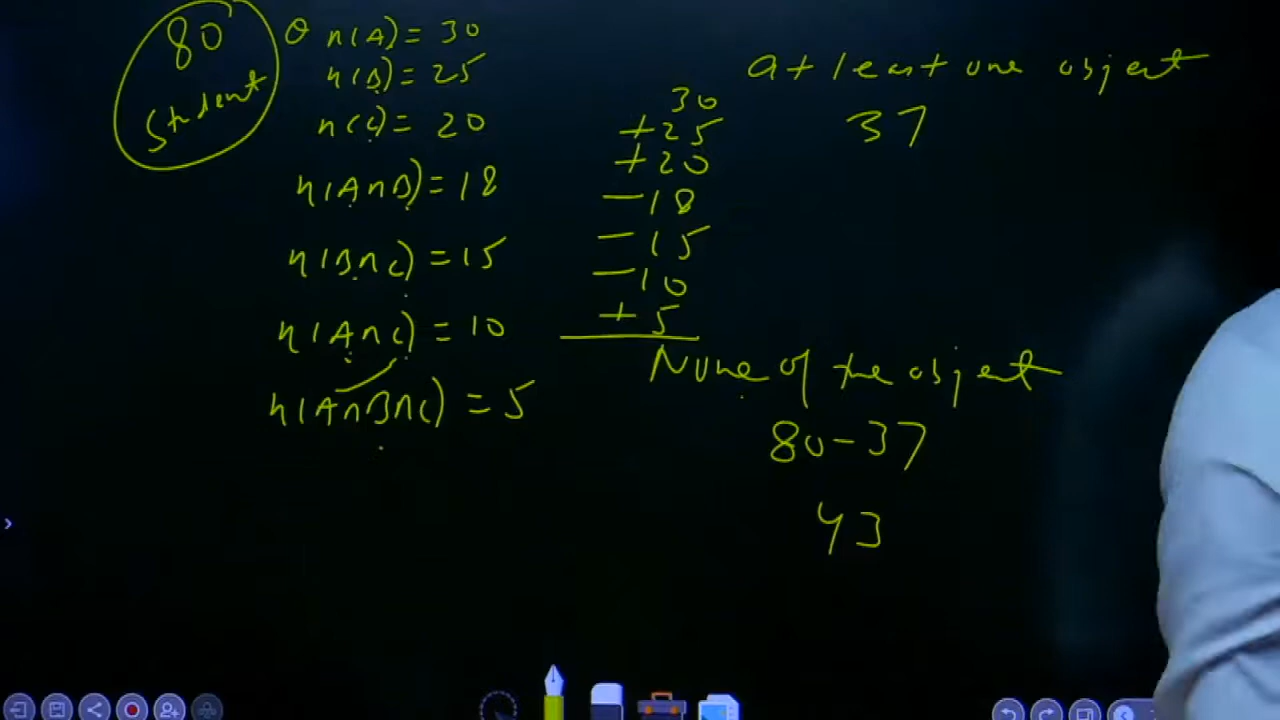 80
Student
Q n(A) = 30
n(B) = 25
n(C) = 20
n(A∩B) = 18
n(B∩C) = 15
n(A∩C) = 10
n(A∩B∩C) = 5
30
+25
+20
-18
-15
-10
+5
at least one object
37
None of the object
80-37
43